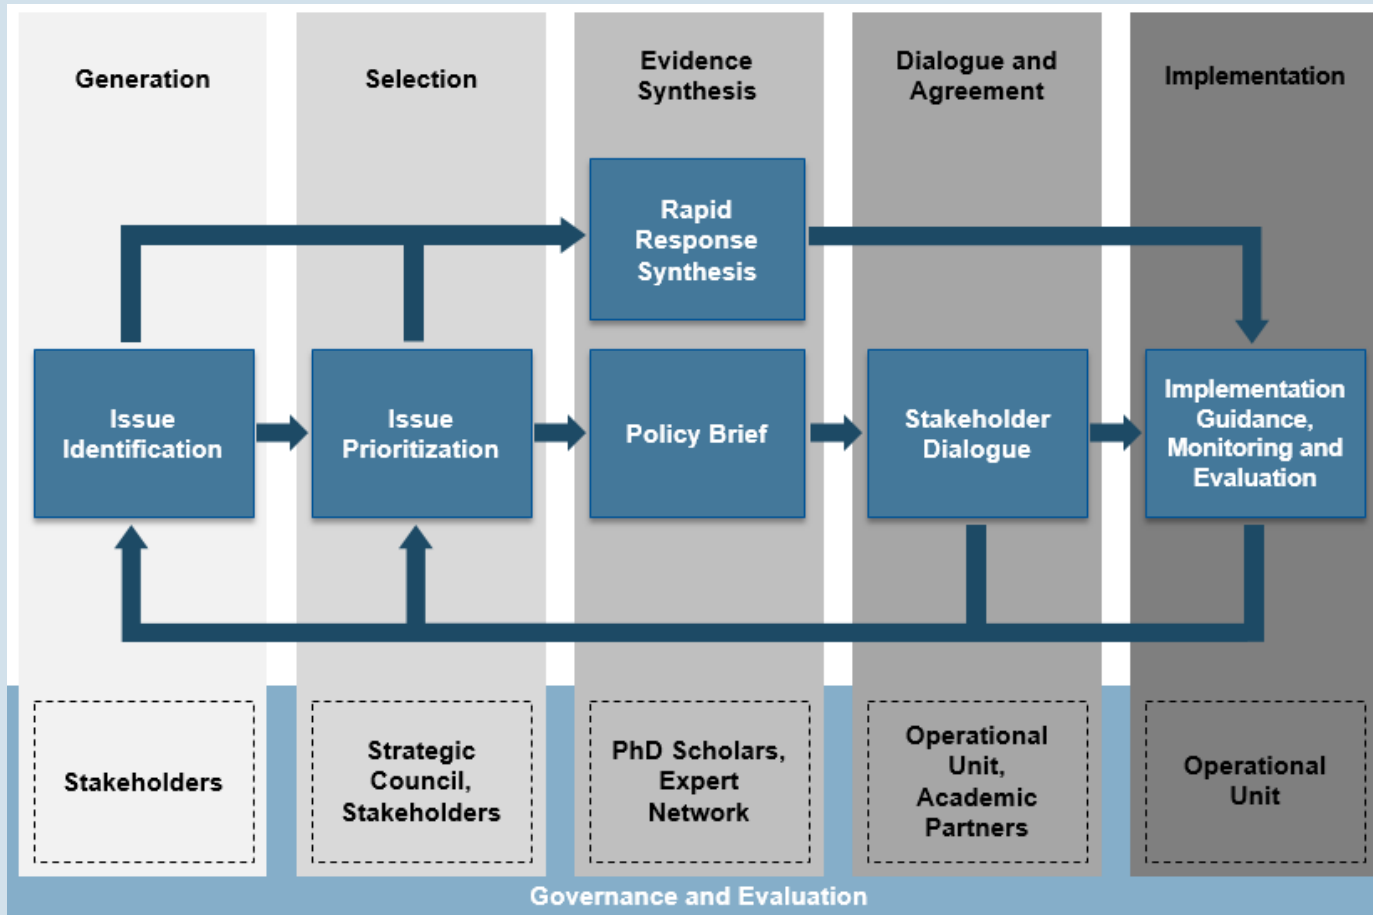 Generation
Selection
Evidence
Synthesis
Dialogue and
Agreement
Implementation
Rapid
Response
Synthesis
Issue
Identification
Issue
Prioritization
Policy Brief
Stakeholder
Dialogue
Implementation
Guidance,
Monitoring and
Evaluation
Stakeholders
Strategic
Council,
Stakeholders
PhD Scholars,
Expert
Network
Operational
Unit,
Academic
Partners
Operational
Unit
Governance and Evaluation